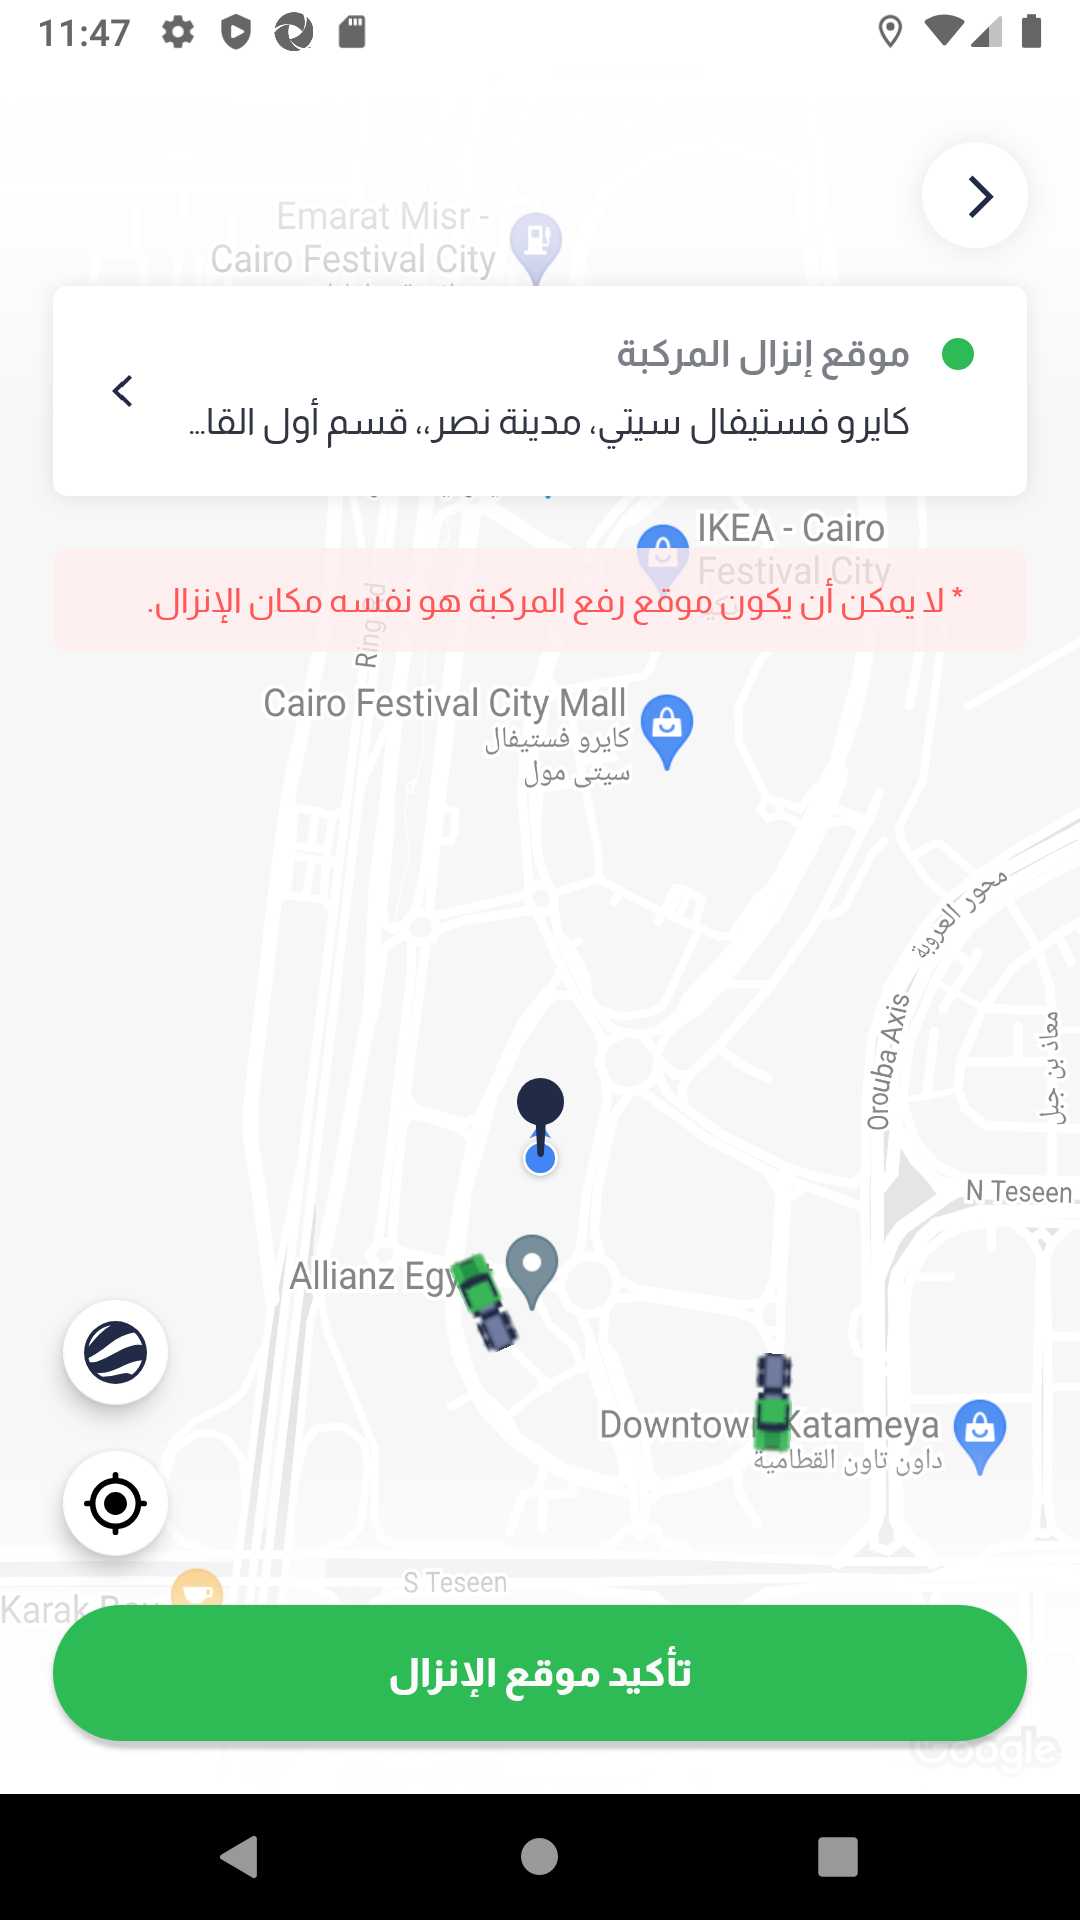 11:47
Emarat Misr -
Cairo Festival City
موقع إنزال المركبة
كايرو فستيفال سيتي، مدينة نصر،، قسم أول القا...
IKEA - Cairo
Festival City
* لا يمكن أن يكون موقع رفع المركبة هو نفسه مكان الإنزال.
Cairo Festival City Mall
كايرو فستيفال
سيتى مول
محور العروبة
Orouba Axis
معاذ بن جبل
N Teseen
Allianz
Downtown Katameya
داون تاون القطامية
S Teseen
Karak
تأكيد موقع الإنزال
Google